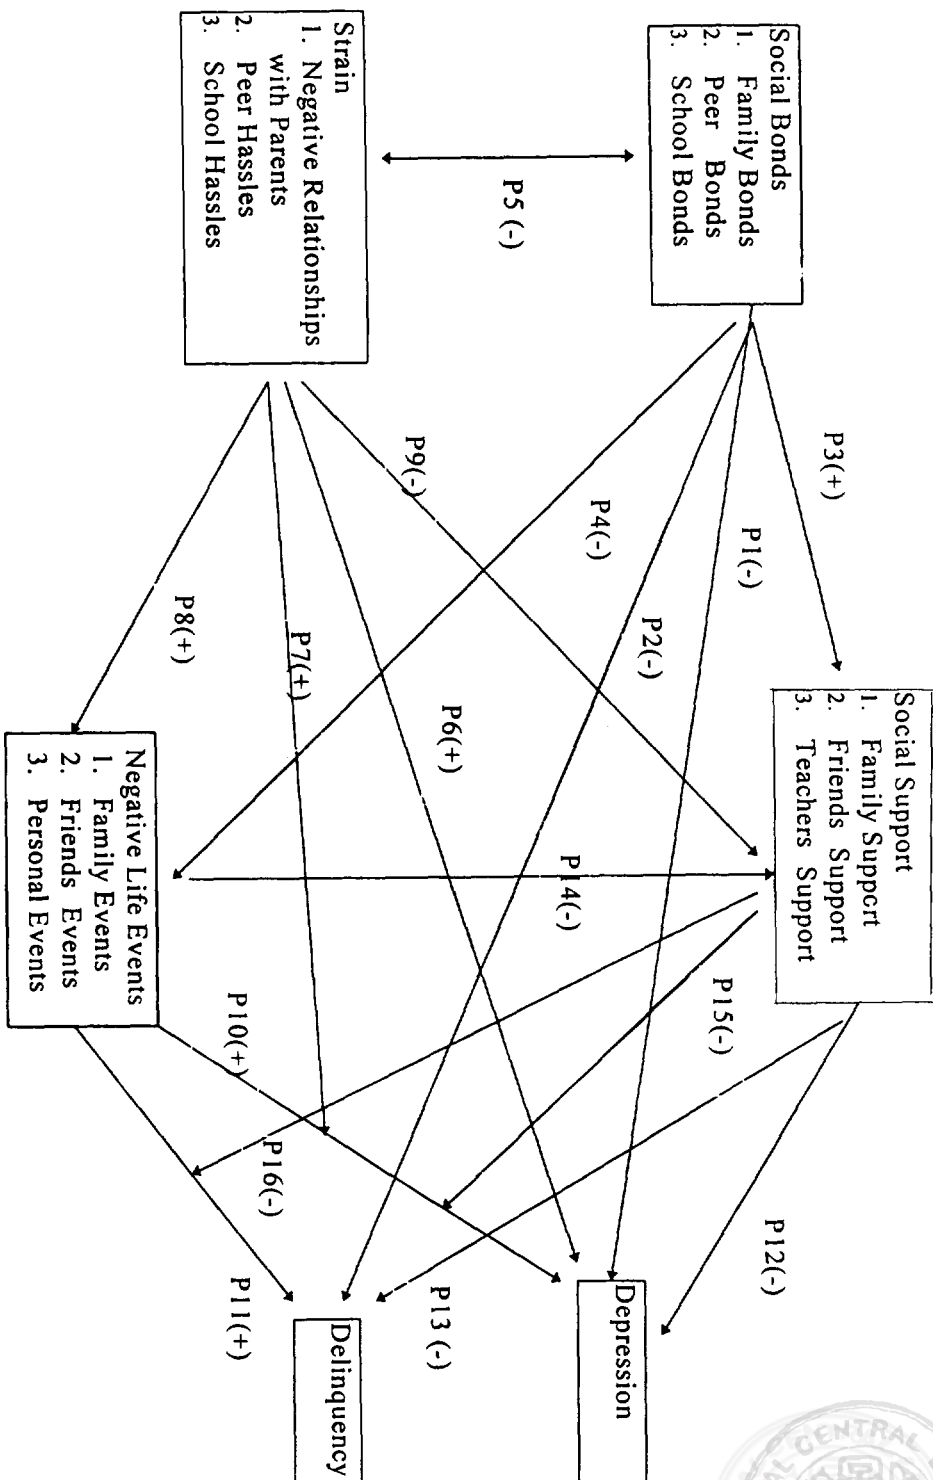 Social Bonds
1. Family Bonds
2. Peer Bonds
3. School Bonds
Strain
1. Negative Relationships
with Parents
2. Peer Hassles
3. School Hassles
P5 (-)
P3(+)
P1(-)
P4(-)
P2(-)
P9(-)
P6(+)
P7(+)
P8(+)
Social Support
1. Family Support
2. Friends Support
3. Teachers Support
Negative Life Events
1. Family Events
2. Friends Events
3. Personal Events
P14(-)
P15(-)
P10(+)
P16(-)
P12(-)
P13 (-)
P11(+)
Depression
Delinquency
CENTRAL